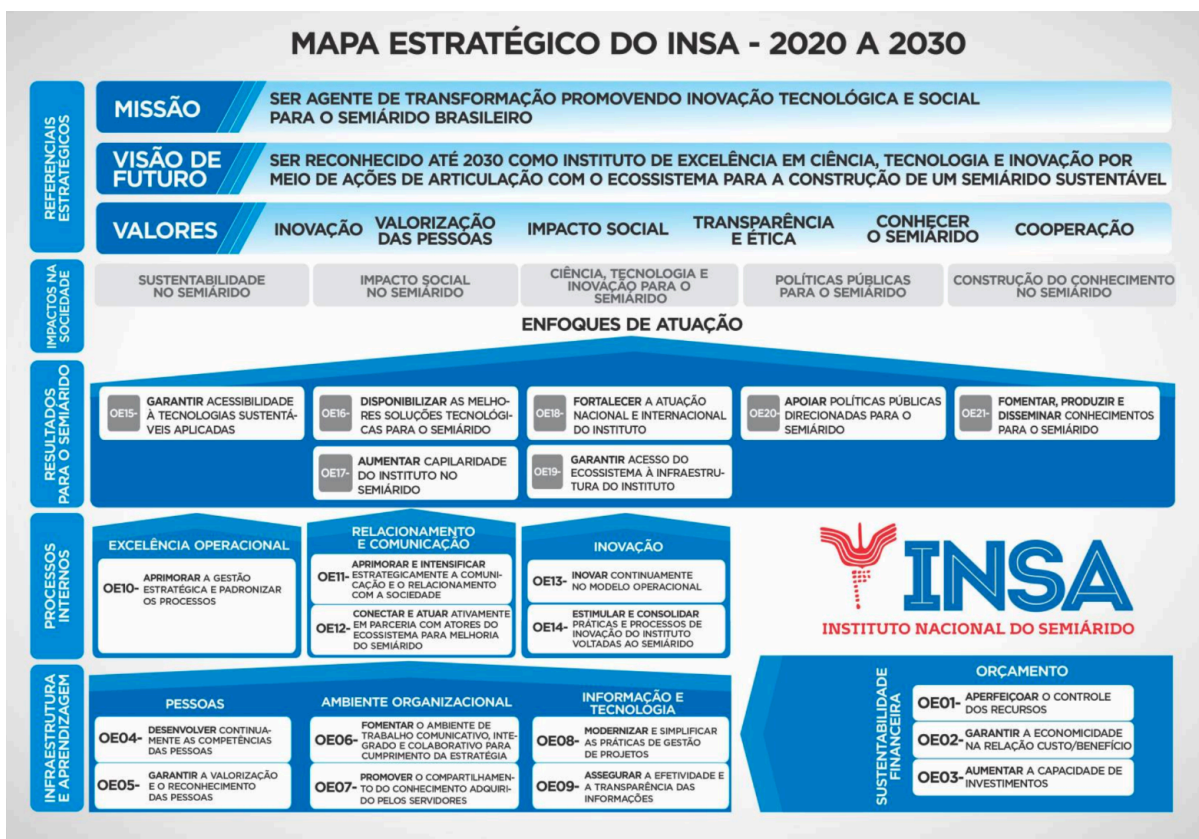 MAPA ESTRATÉGICO DO INSA - 2020 A 2030
REFERENCIAIS
ESTRATÉGICOS
MISSÃO
SER AGENTE DE TRANSFORMAÇÃO PROMOVENDO INOVAÇÃO TECNOLÓGICA E SOCIAL
PARA O SEMIÁRIDO BRASILEIRO
VISÃO DE
FUTURO
SER RECONHECIDO ATÉ 2030 COMO INSTITUTO DE EXCELÊNCIA EM CIÊNCIA, TECNOLOGIA E INOVAÇÃO POR
MEIO DE AÇÕES DE ARTICULAÇÃO COM O ECOSSISTEMA PARA A CONSTRUÇÃO DE UM SEMIÁRIDO SUSTENTÁVEL
VALORES
INOVAÇÃO
VALORIZAÇÃO
DAS PESSOAS
IMPACTO SOCIAL
TRANSPARÊNCIA
E ÉTICA
CONHECER
O SEMIÁRIDO
COOPERAÇÃO
IMPACTOS NA
SOCIEDADE
SUSTENTABILIDADE
NO SEMIÁRIDO
IMPACTO SOCIAL
NO SEMIÁRIDO
CIÊNCIA, TECNOLOGIA E
INOVAÇÃO PARA O
SEMIÁRIDO
POLÍTICAS PÚBLICAS
PARA O SEMIÁRIDO
CONSTRUÇÃO DO CONHECIMENTO
NO SEMIÁRIDO
ENFOQUES DE ATUAÇÃO
RESULTADOS
PARA O SEMIÁRIDO
OE15-
GARANTIR ACESSIBILIDADE
À TECNOLOGIAS SUSTENTÁ-
VEIS APLICADAS
OE16-
DISPONIBILIZAR AS MELHO-
RES SOLUÇÕES TECNOLÓGI-
CAS PARA O SEMIÁRIDO
OE18-
FORTALECER A ATUAÇÃO
NACIONAL E INTERNACIONAL
DO INSTITUTO
OE20-
APOIAR POLÍTICAS PÚBLICAS
DIRECIONADAS PARA O
SEMIÁRIDO
OE21-
FOMENTAR, PRODUZIR E
DISSEMINAR CONHECIMENTOS
PARA O SEMIÁRIDO
OE17-
AUMENTAR CAPILARIDADE
DO INSTITUTO NO
SEMIÁRIDO
OE19-
GARANTIR ACESSO DO
ECOSSISTEMA À INFRAESTRU-
TURA DO INSTITUTO
PROCESSOS
INTERNOS
EXCELÊNCIA OPERACIONAL
OE10-
APRIMORAR A GESTÃO
ESTRATÉGICA E PADRONIZAR
OS PROCESSOS
RELACIONAMENTO
E COMUNICAÇÃO
OE11-
APRIMORAR E INTENSIFICAR
ESTRATEGICAMENTE A COMUNI-
CAÇÃO E O RELACIONAMENTO
COM A SOCIEDADE
OE12-
CONECTAR E ATUAR ATIVAMENTE
EM PARCERIA COM ATORES DO
ECOSSISTEMA PARA MELHORIA
DO SEMIÁRIDO
INOVAÇÃO
OE13-
INOVAR CONTINUAMENTE
NO MODELO OPERACIONAL
OE14-
ESTIMULAR E CONSOLIDAR
PRÁTICAS E PROCESSOS DE
INOVAÇÃO DO INSTITUTO
VOLTADAS AO SEMIÁRIDO
INSA
INSTITUTO NACIONAL DO SEMIÁRIDO
INFRAESTRUTURA
E APRENDIZAGEM
PESSOAS
OE04-
DESENVOLVER CONTINUA-
MENTE AS COMPETÊNCIAS
DAS PESSOAS
OE05-
GARANTIR A VALORIZAÇÃO
E O RECONHECIMENTO
DAS PESSOAS
AMBIENTE ORGANIZACIONAL
OE06-
FOMENTAR O AMBIENTE DE
TRABALHO COMUNICATIVO, INTE-
GRADO E COLABORATIVO PARA
CUMPRIMENTO DA ESTRATÉGIA
OE07-
PROMOVER O COMPARTILHAMEN-
TO DO CONHECIMENTO ADQUIRI-
DO PELOS SERVIDORES
INFORMAÇÃO E
TECNOLOGIA
OE08-
MODERNIZAR E SIMPLIFICAR
AS PRÁTICAS DE GESTÃO
DE PROJETOS
OE09-
ASSEGURAR A EFETIVIDADE E
A TRANSPARÊNCIA DAS
INFORMAÇÕES
SUSTENTABILIDADE
FINANCEIRA
ORÇAMENTO
OE01-
APERFEIÇOAR O CONTROLE
DOS RECURSOS
OE02-
GARANTIR A ECONOMICIDADE
NA RELAÇÃO CUSTO/BENEFÍCIO
OE03-
AUMENTAR A CAPACIDADE DE
INVESTIMENTOS